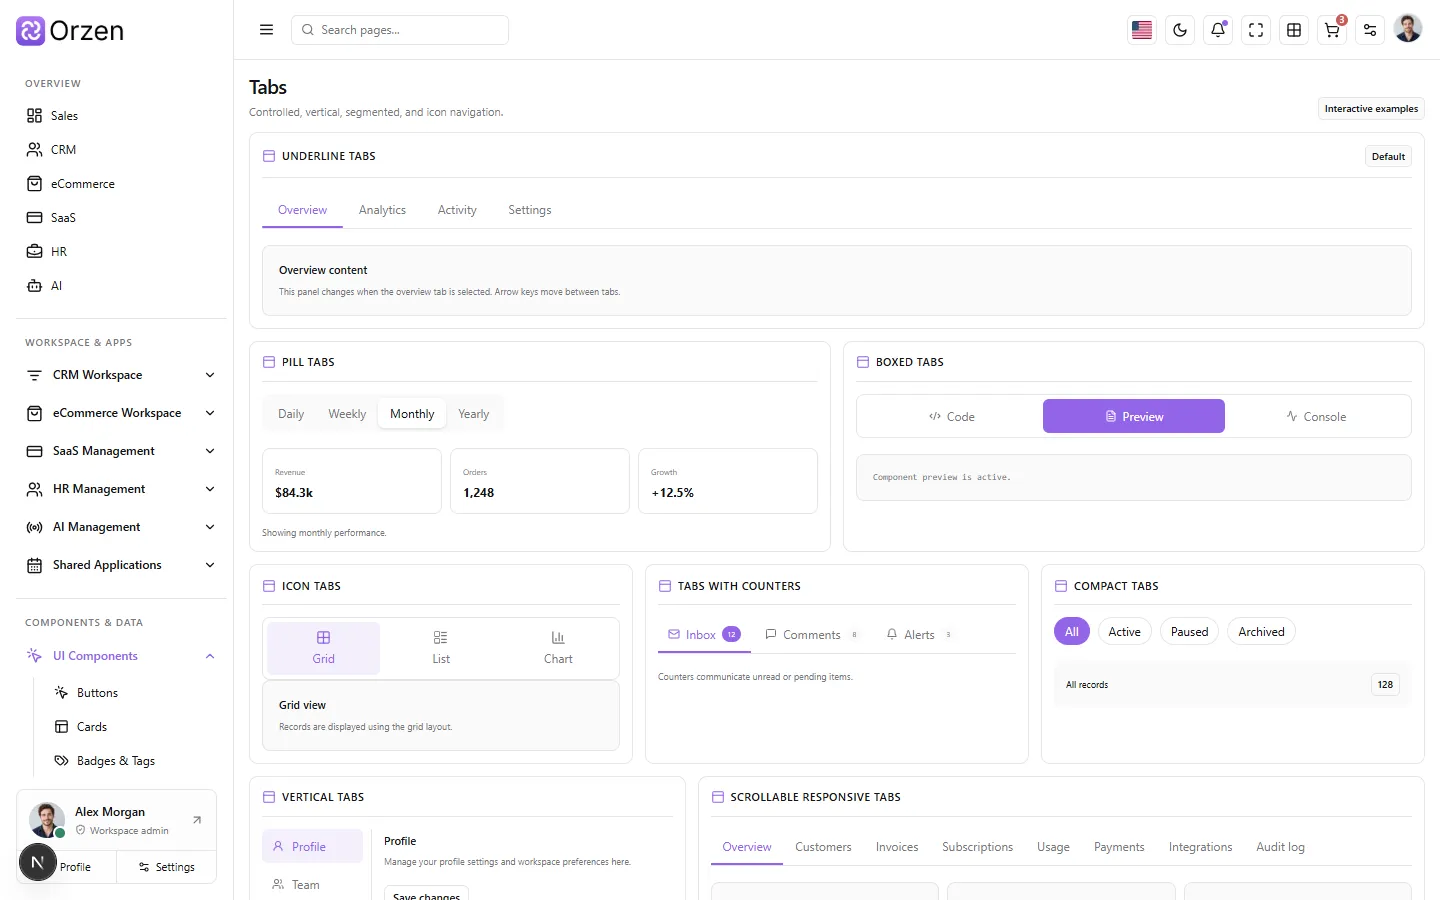 Orzen
Search pages...
3
OVERVIEW
Sales
CRM
eCommerce
SaaS
HR
AI
WORKSPACE & APPS
CRM Workspace
eCommerce Workspace
SaaS Management
HR Management
AI Management
Shared Applications
COMPONENTS & DATA
UI Components
Buttons
Cards
Badges & Tags
Alex Morgan
Workspace admin
N
Profile
Settings
Tabs
Controlled, vertical, segmented, and icon navigation.
Interactive examples
UNDERLINE TABS
Default
Overview Analytics Activity Settings
Overview content
This panel changes when the overview tab is selected. Arrow keys move between tabs.
PILL TABS
Daily Weekly Monthly Yearly
Revenue
$84.3k
Orders
1,248
Growth
+12.5%
Showing monthly performance.
BOXED TABS
Code Preview Console
Component preview is active.
ICON TABS
Grid List Chart
Grid view
Records are displayed using the grid layout.
TABS WITH COUNTERS
Inbox 12 Comments 8 Alerts 3
Counters communicate unread or pending items.
COMPACT TABS
All Active Paused Archived
All records 128
VERTICAL TABS
Profile
Team
Profile
Manage your profile settings and workspace preferences here.
Save changes
SCROLLABLE RESPONSIVE TABS
Overview Customers Invoices Subscriptions Usage Payments Integrations Audit log